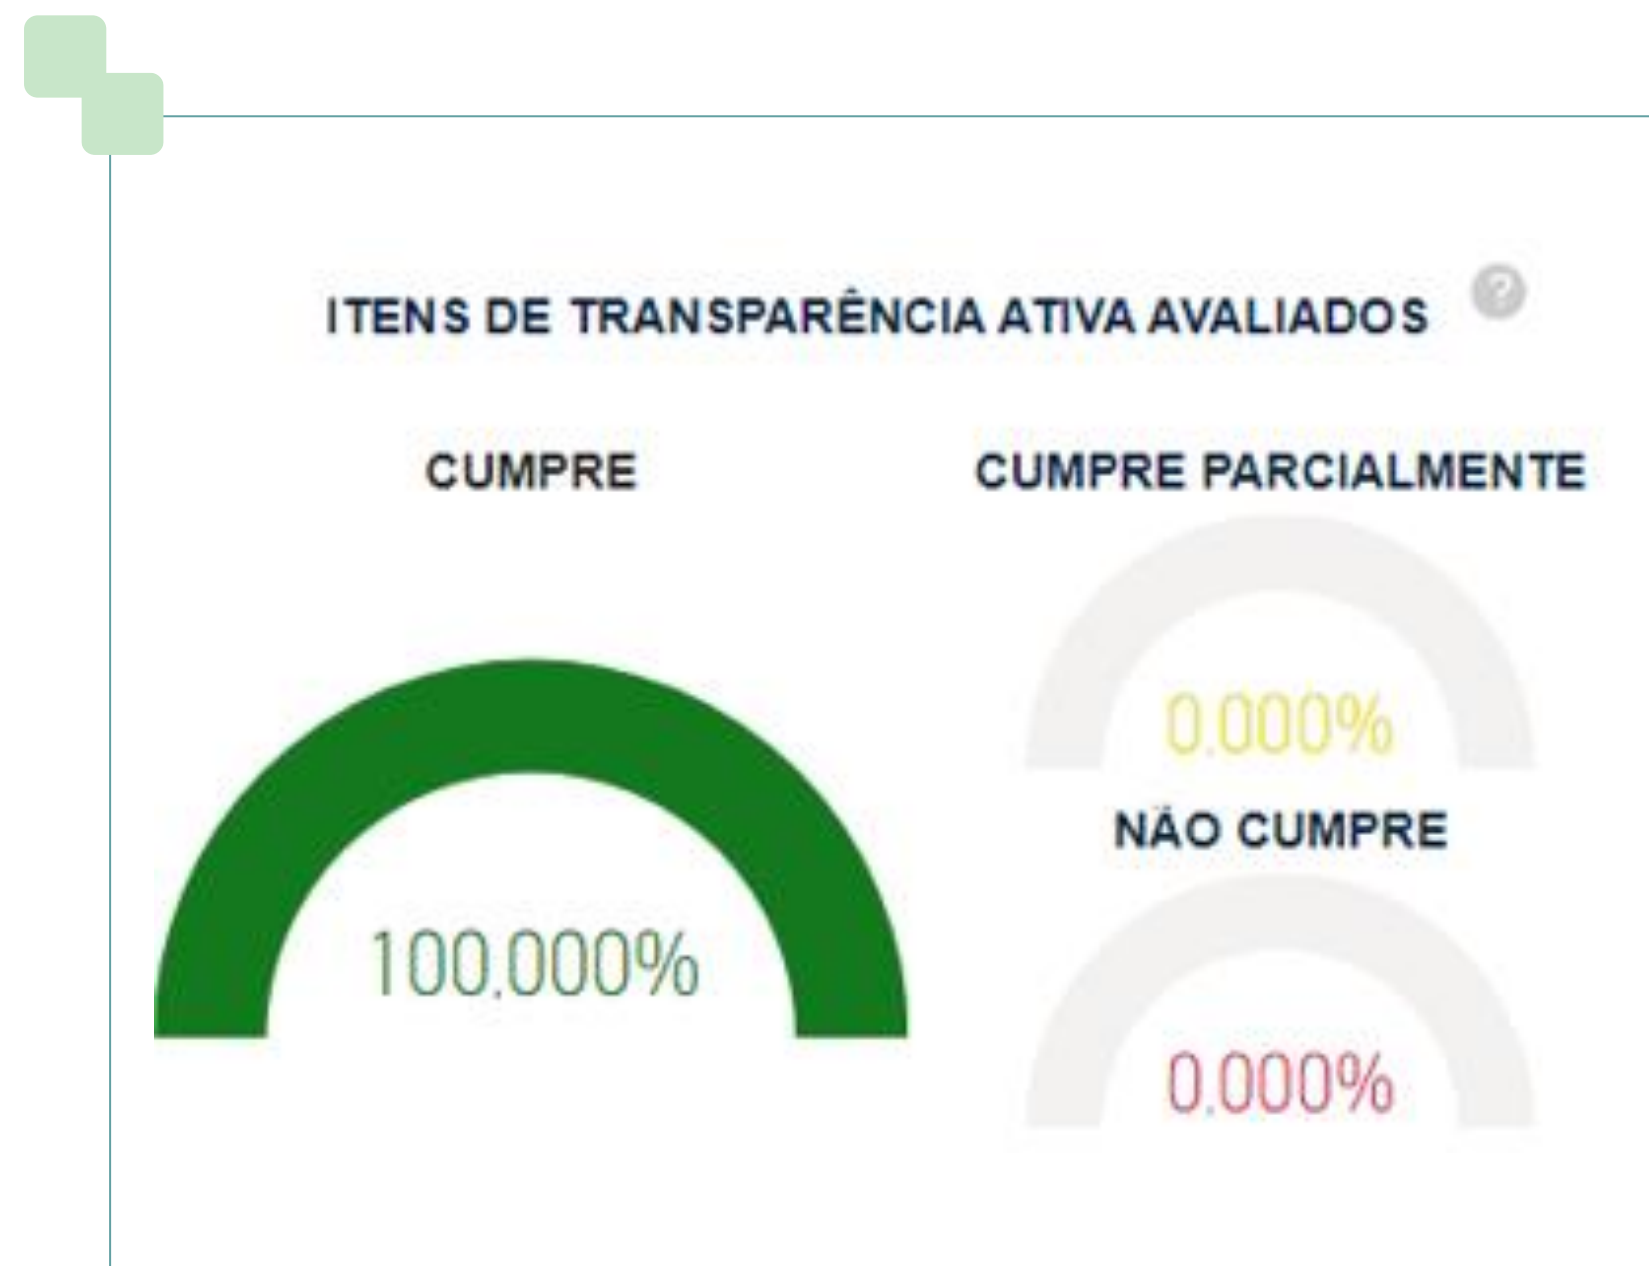 ITENS DE TRANSPARÊNCIA ATIVA AVALIADOS ?
CUMPRE
100,000%
CUMPRE PARCIALMENTE
0,000%
NÃO CUMPRE
0,000%